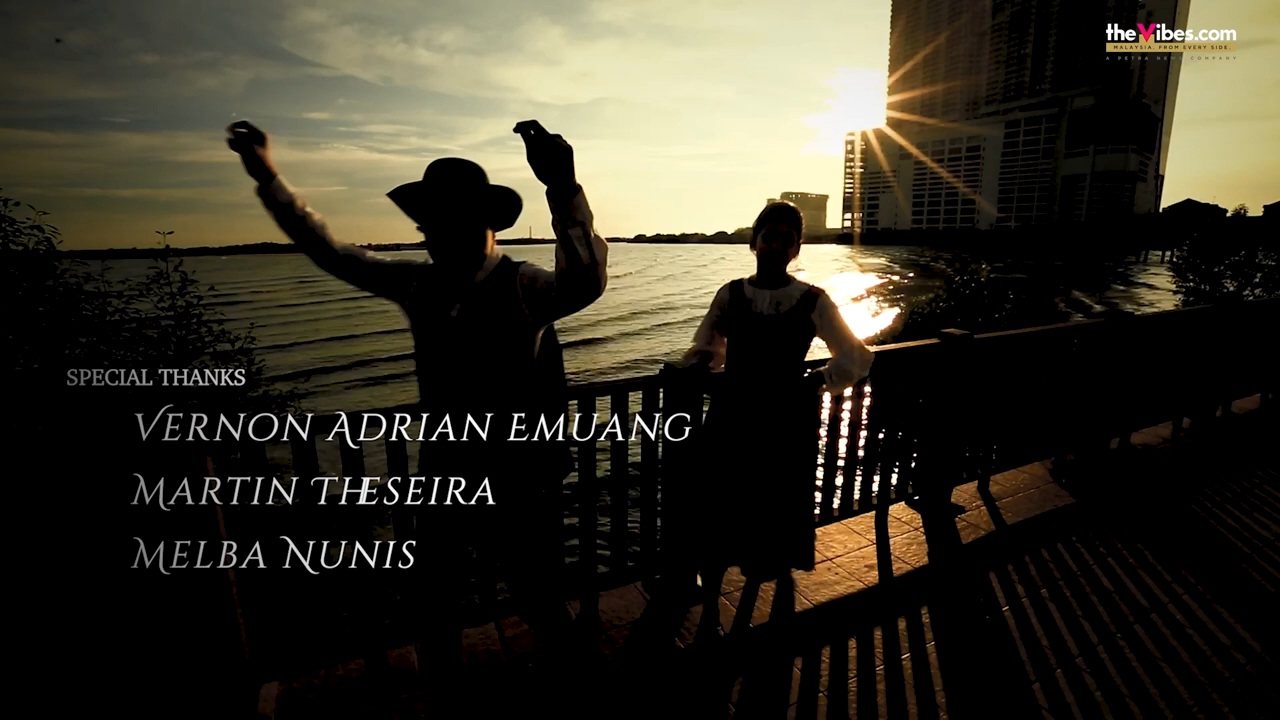 theVibes.com
MALAYSIA. FROM EVERY SIDE.
A PETRA NEWS COMPANY
SPECIAL THANKS
VERNON ADRIAN EMUANG
MARTIN THESEIRA
MELBA NUNIS